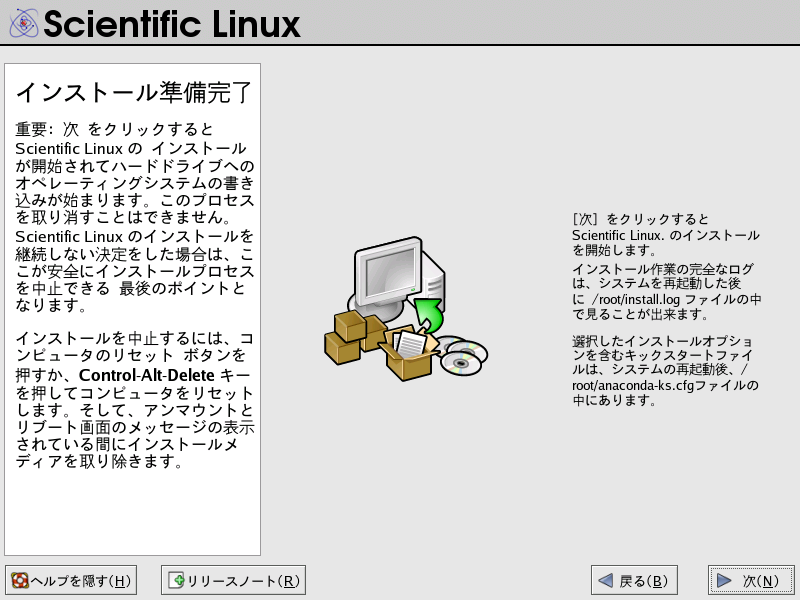 Scientific Linux
インストール準備完了
重要: 次 をクリックすると
Scientific Linux の インストール
が開始されてハードドライブへの
オペレーティングシステムの書き
込みが始まります。このプロセス
を取り消すことはできません。
Scientific Linux のインストールを
継続しない決定をした場合は、こ
こが安全にインストールプロセス
を中止できる 最後のポイントと
なります。
インストールを中止するには、コ
ンピュータのリセット ボタンを
押すか、Control-Alt-Delete キー
を押してコンピュータをリセット
します。そして、アンマウントと
リブート画面のメッセージの表示
されている間にインストールメ
ディアを取り除きます。
[次] をクリックすると
Scientific Linux. のインストール
を開始します。
インストール作業の完全なログ
は、システムを再起動した後
に /root/install.log ファイルの中
で見ることが出来ます。
選択したインストールオプショ
ンを含むキックスタートファイ
ルは、システムの再起動後、/
root/anaconda-ks.cfgファイルの
中にあります。
ヘルプを隠す(H)
リリースノート(R)
戻る(B)
次(N)